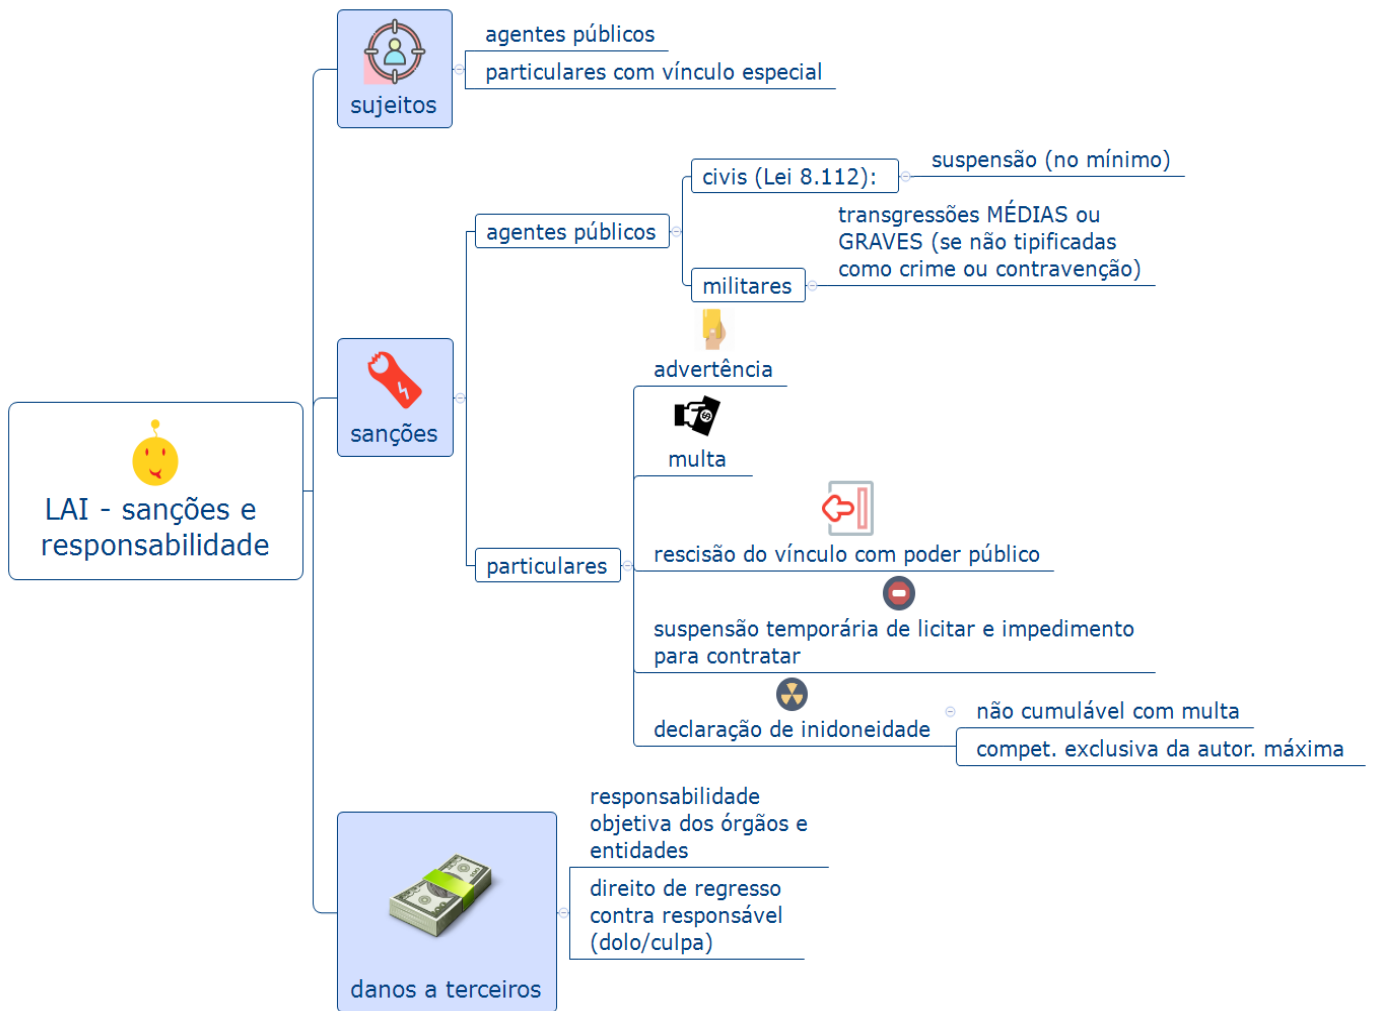 LAI - sanções e
responsabilidade
sujeitos
agentes públicos
particulares com vínculo especial
sanções
agentes públicos
civis (Lei 8.112):
suspensão (no mínimo)
militares
transgressões MÉDIAS ou
GRAVES (se não tipificadas
como crime ou contravenção)
particulares
advertência
multa
rescisão do vínculo com poder público
suspensão temporária de licitar e impedimento
para contratar
declaração de inidoneidade
não cumulável com multa
compet. exclusiva da autor. máxima
danos a terceiros
responsabilidade
objetiva dos órgãos e
entidades
direito de regresso
contra responsável
(dolo/culpa)